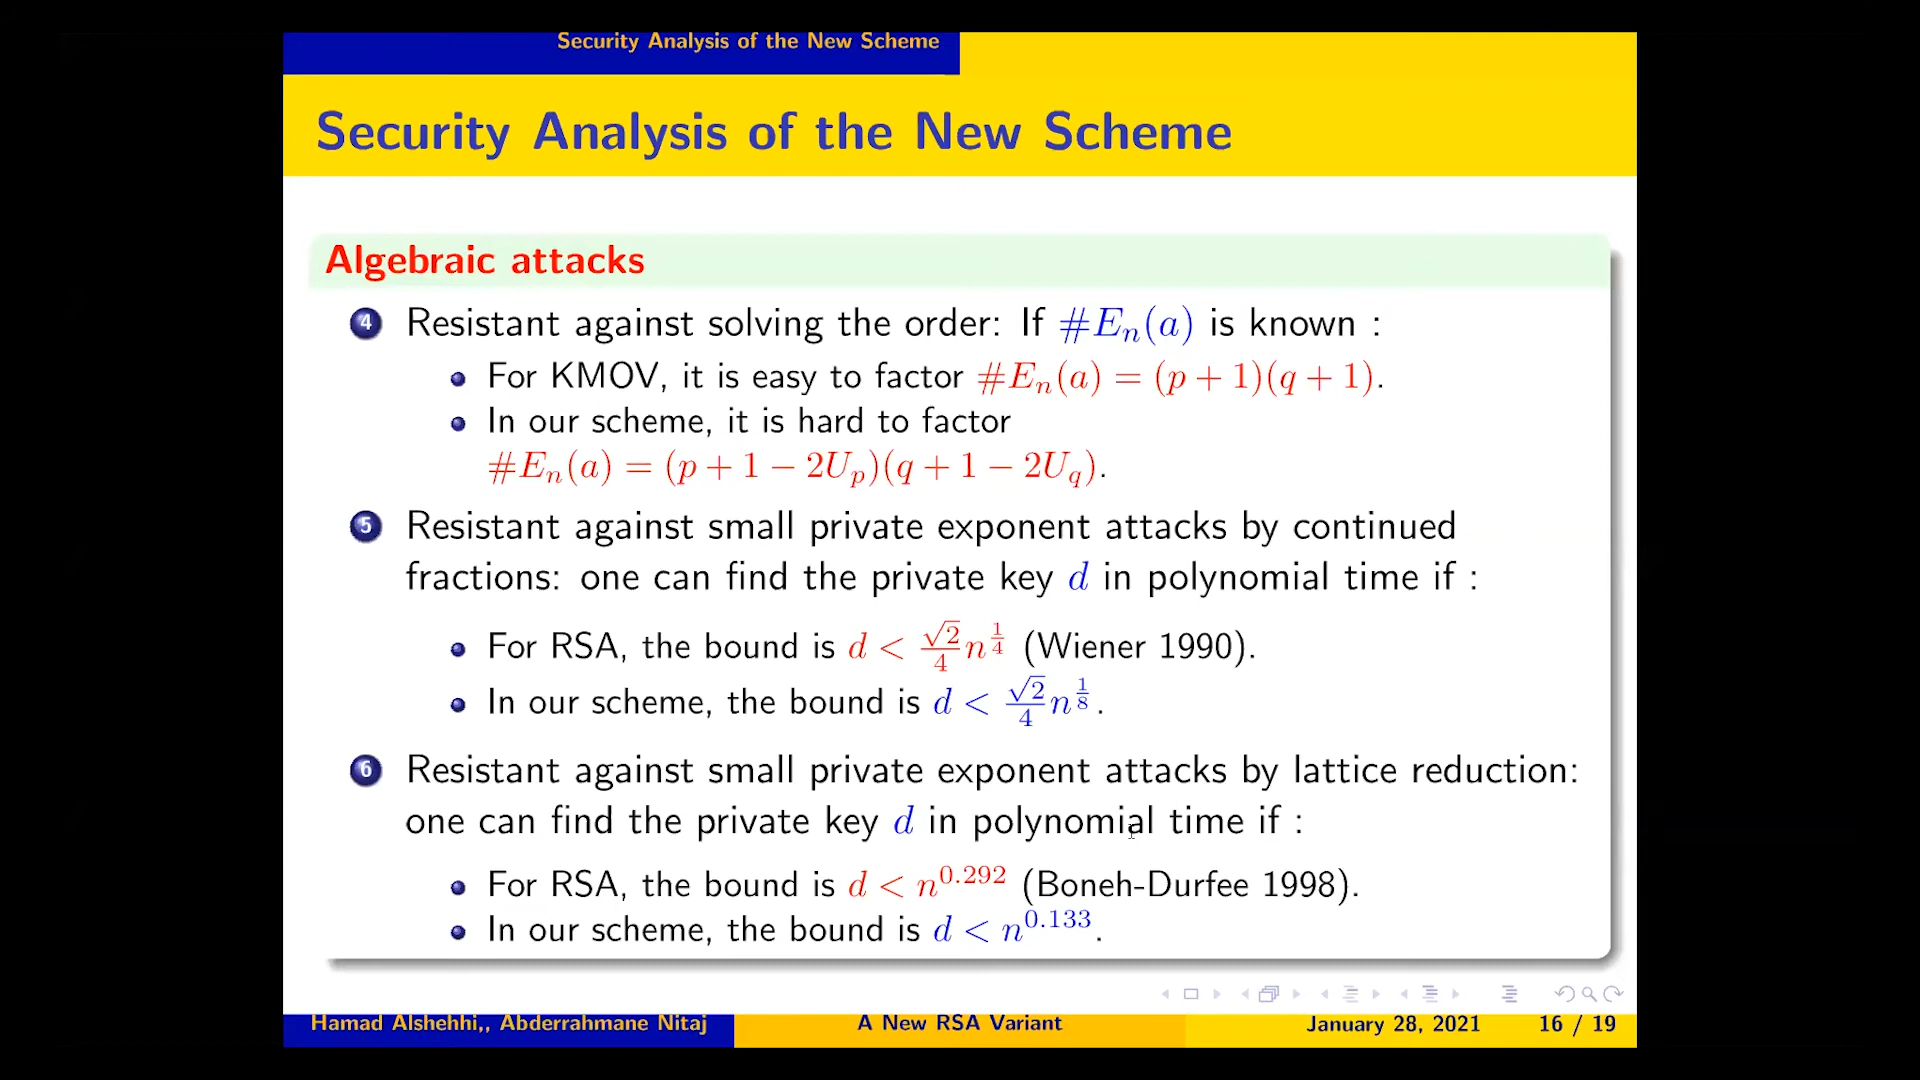 Security Analysis of the New Scheme
Security Analysis of the New Scheme
Algebraic attacks
4 Resistant against solving the order: If #Eₙ(a) is known :
For KMOV, it is easy to factor #Eₙ(a) = (p + 1)(q + 1).
In our scheme, it is hard to factor
#Eₙ(a) = (p + 1 − 2U_p)(q + 1 − 2U_q).
5 Resistant against small private exponent attacks by continued
fractions: one can find the private key d in polynomial time if :
For RSA, the bound is d < √2/4 n^{1/4} (Wiener 1990).
In our scheme, the bound is d < √2/4 n^{1/8}.
6 Resistant against small private exponent attacks by lattice reduction:
one can find the private key d in polynomial time if :
For RSA, the bound is d < n^{0.292} (Boneh-Durfee 1998).
In our scheme, the bound is d < n^{0.133}.
Hamad Alshehhi,, Abderrahmane Nitaj A New RSA Variant January 28, 2021 16 / 19